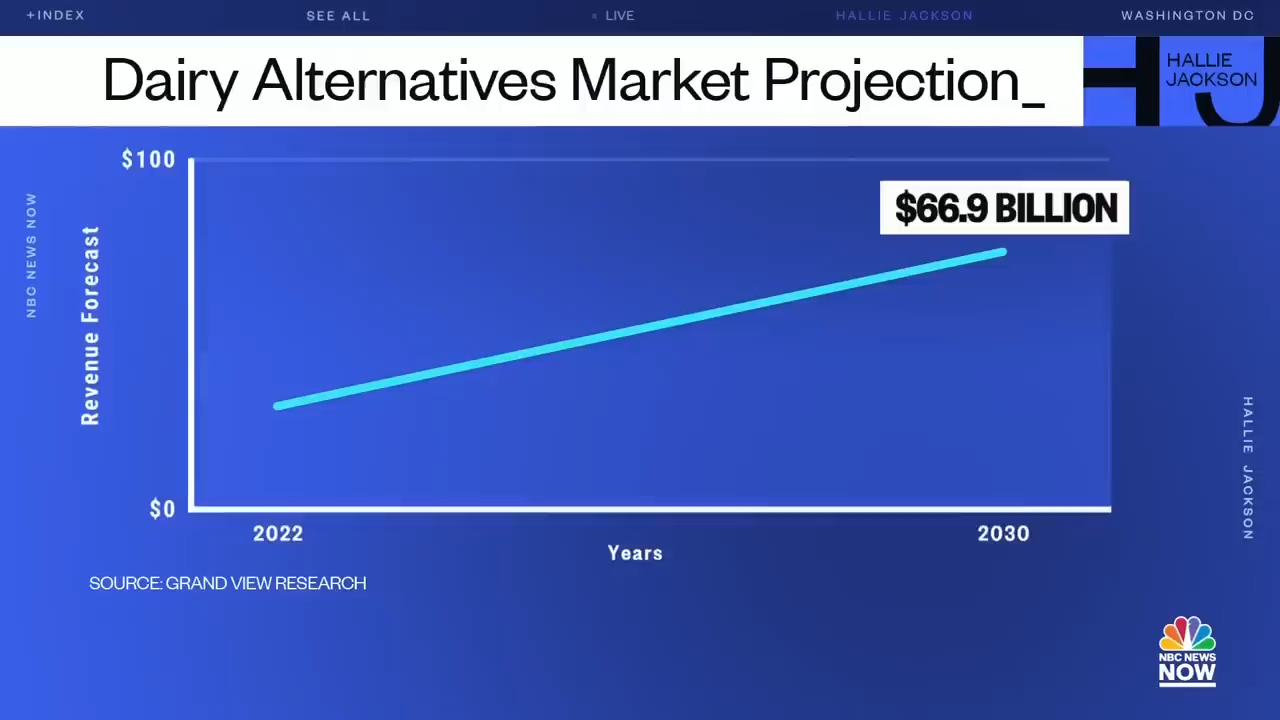 +INDEX
SEE ALL
LIVE
HALLIE JACKSON
WASHINGTON DC
Dairy Alternatives Market Projection_
HJ
HALLIE
JACKSON
$100
$66.9 BILLION
NBC NEWS NOW
Revenue Forecast
HALLIE JACKSON
$0
2022
2030
Years
SOURCE: GRAND VIEW RESEARCH
NBC NEWS
NOW